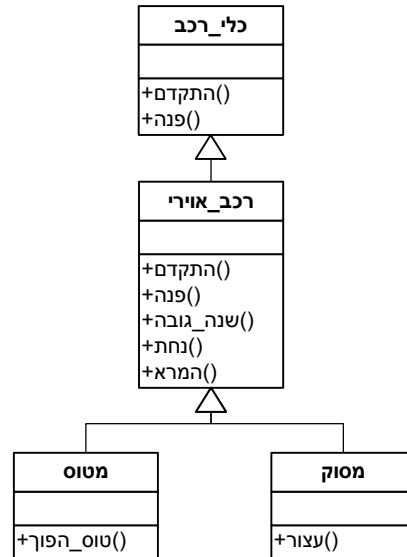 כלי_רכב
+התקדם()
+פנה()
רכב_אוירי
+התקדם()
+פנה()
+שנה_גובה()
+נחת()
+המרא()
מטוס
+טוס_הפוך()
מסוק
+עצור()